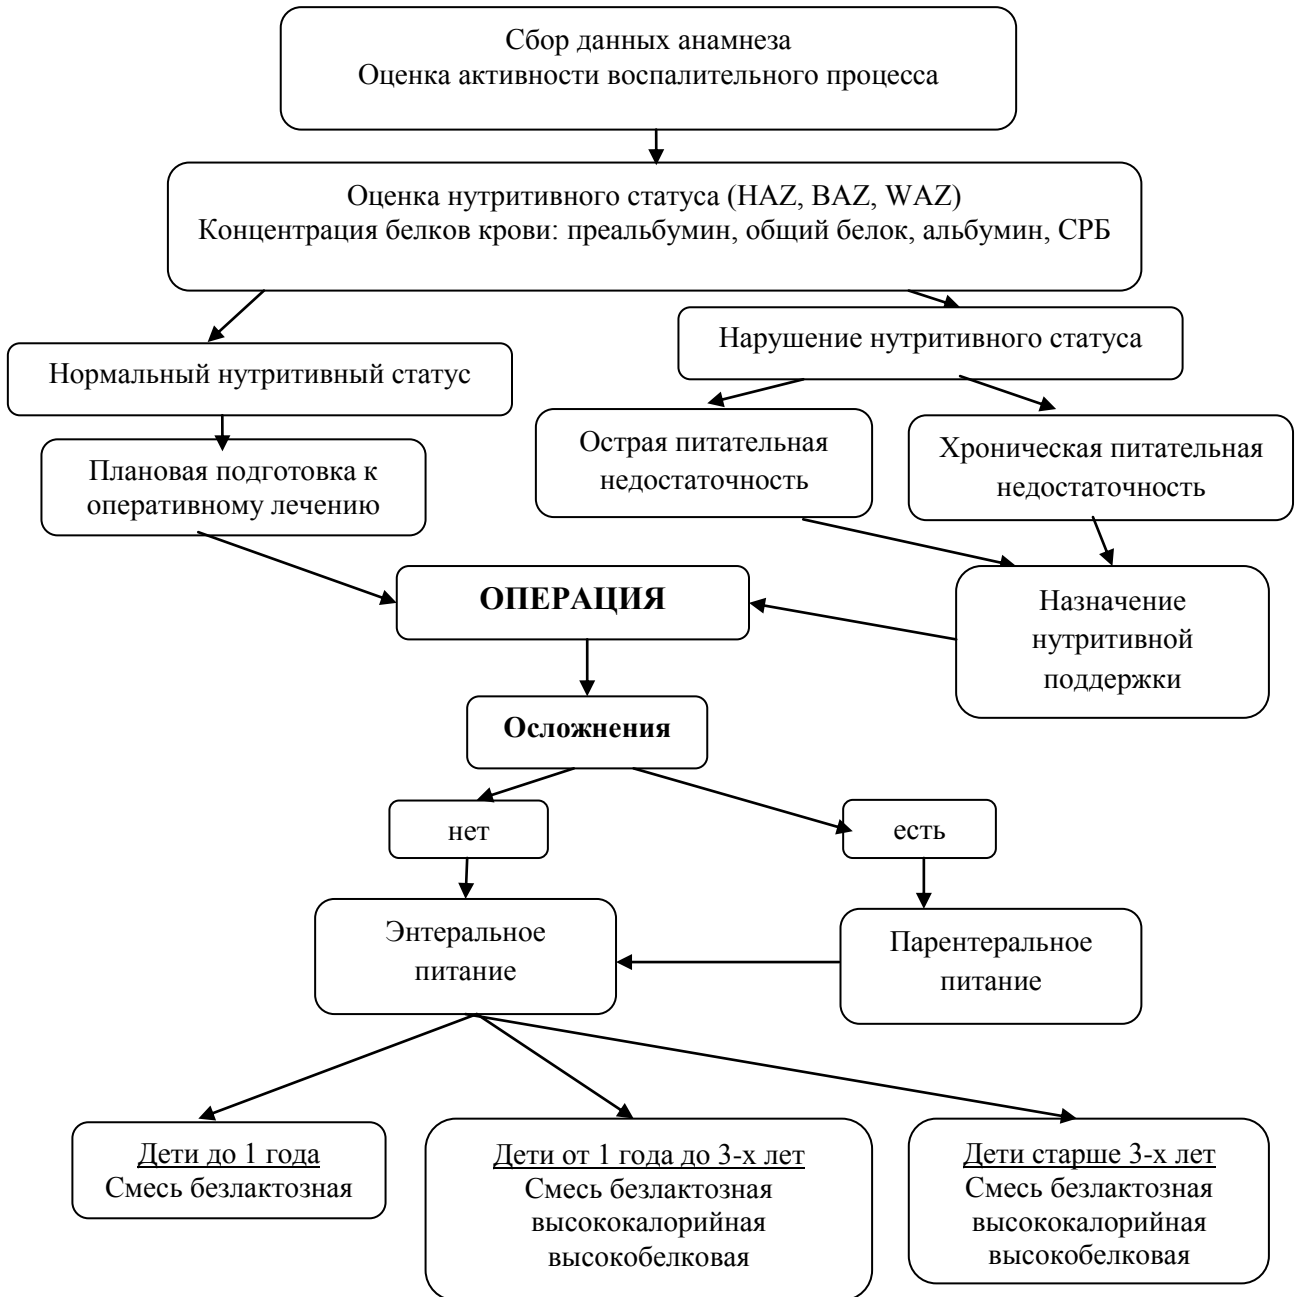 Сбор данных анамнеза
Оценка активности воспалительного процесса
Оценка нутритивного статуса (HAZ, BAZ, WAZ)
Концентрация белков крови: преальбумин, общий белок, альбумин, СРБ
Нормальный нутритивный статус
Нарушение нутритивного статуса
Плановая подготовка к
оперативному лечению
Острая питательная
недостаточность
Хроническая питательная
недостаточность
ОПЕРАЦИЯ
Назначение
нутритивной
поддержки
Осложнения
нет
есть
Энтеральное
питание
Парентеральное
питание
Дети до 1 года
Смесь безлактозная
Дети от 1 года до 3-х лет
Смесь безлактозная
высококалорийная
высокобелковая
Дети старше 3-х лет
Смесь безлактозная
высококалорийная
высокобелковая